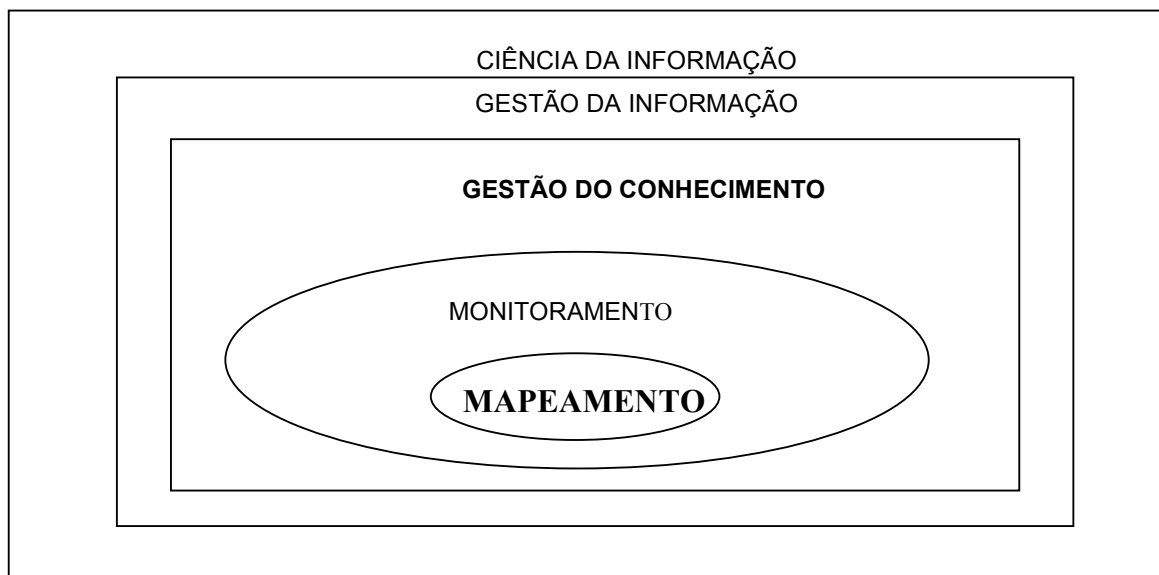 CIÊNCIA DA INFORMAÇÃO
GESTÃO DA INFORMAÇÃO
GESTÃO DO CONHECIMENTO
MONITORAMENTO
MAPEAMENTO